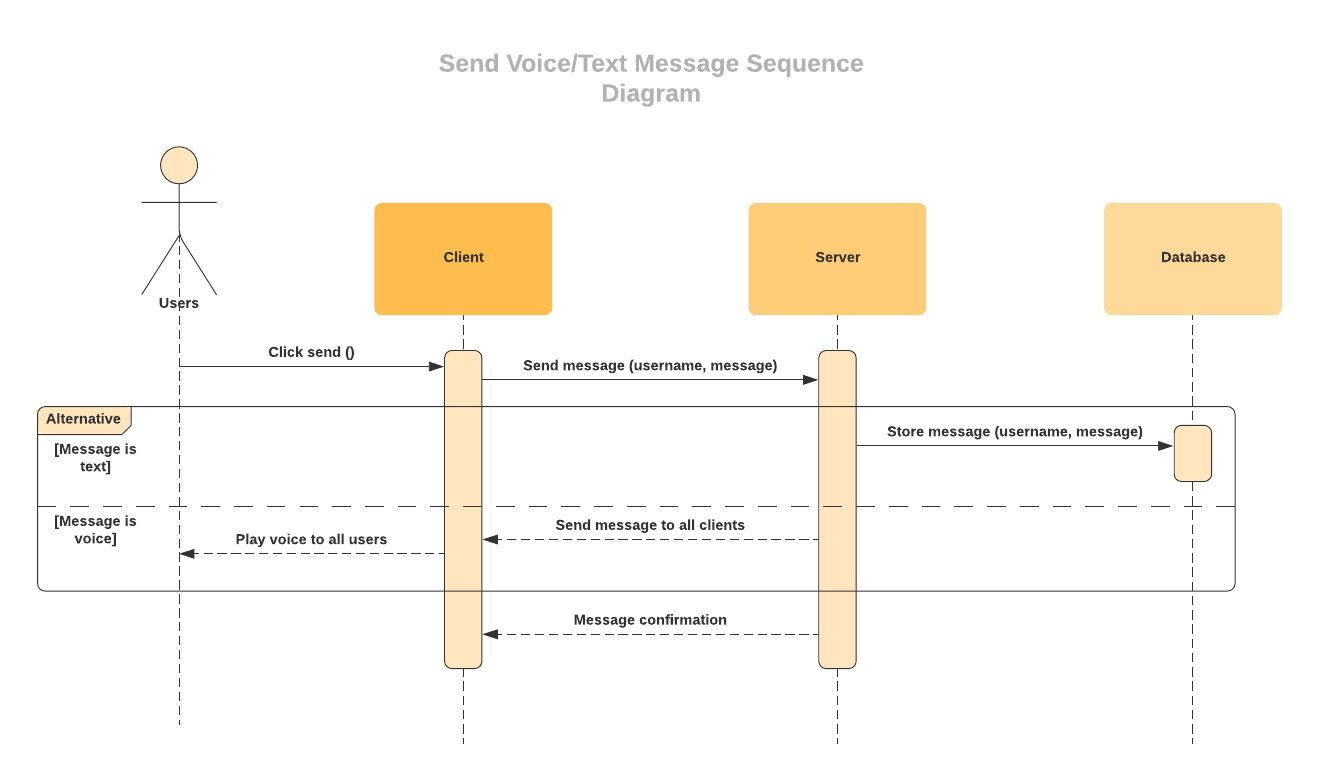 Send Voice/Text Message Sequence
Diagram
Users
Client
Server
Database
Click send ()
Send message (username, message)
Alternative
[Message is
text]
Store message (username, message)
[Message is
voice]
Send message to all clients
Play voice to all users
Message confirmation